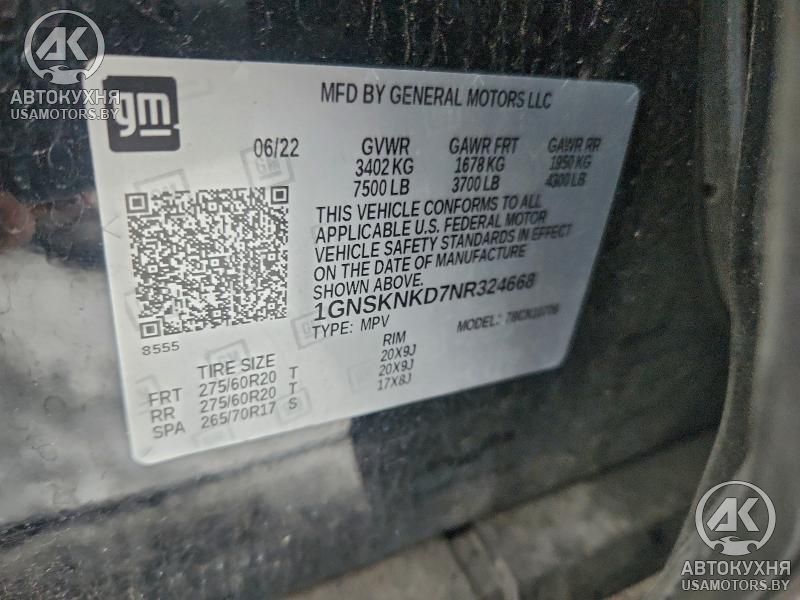 АК
АВТОКУХНЯ
USAMOTORS.BY
gm
MFD BY GENERAL MOTORS LLC
06/22
GVWR GAWR FRT GAWR RR
3402 KG 1678 KG 1950 KG
7500 LB 3700 LB 4300 LB
THIS VEHICLE CONFORMS TO ALL
APPLICABLE U.S. FEDERAL MOTOR
VEHICLE SAFETY STANDARDS IN EFFECT
ON THE DATE OF MANUFACTURE
SHOWN ABOVE.
1GNSKNKD7NR324668
TYPE: MPV MODEL:
8555
TIRE SIZE RIM
FRT 275/60R20 T 20X9J
RR 275/60R20 T 20X9J
SPA 265/70R17 S 17X8J
АК
АВТОКУХНЯ
USAMOTORS.BY